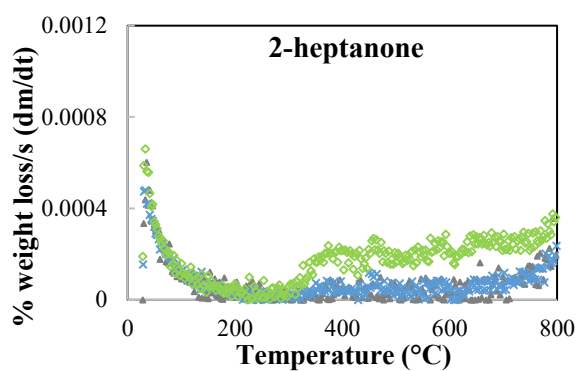 2-heptanone
% weight loss/s (dm/dt)
0.0012
0.0008
0.0004
0
0 200 400 600 800
Temperature (°C)